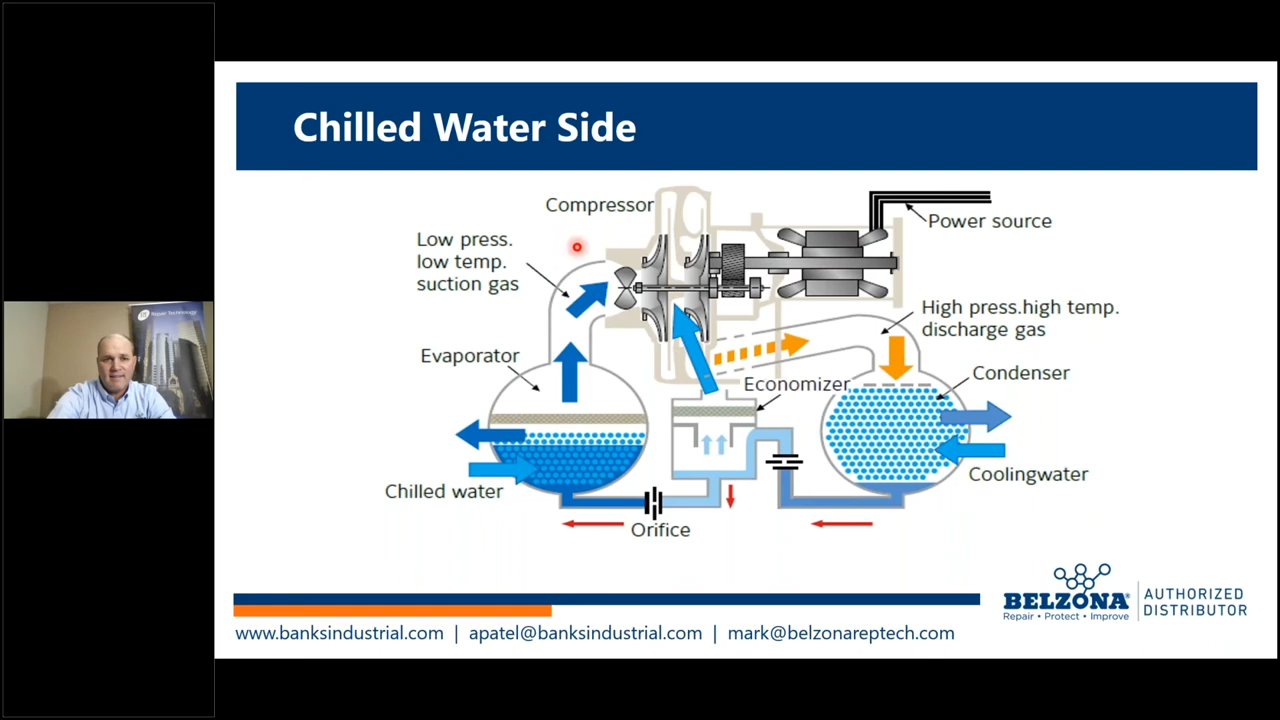 Chilled Water Side
Compressor
Power source
Low press.
low temp.
suction gas
High press.high temp.
discharge gas
Evaporator
Condenser
Economizer
Chilled water
Coolingwater
Orifice
Repair Technology
BELZONA®
Repair • Protect • Improve
AUTHORIZED
DISTRIBUTOR
www.banksindustrial.com | apatel@banksindustrial.com | mark@belzonareptech.com